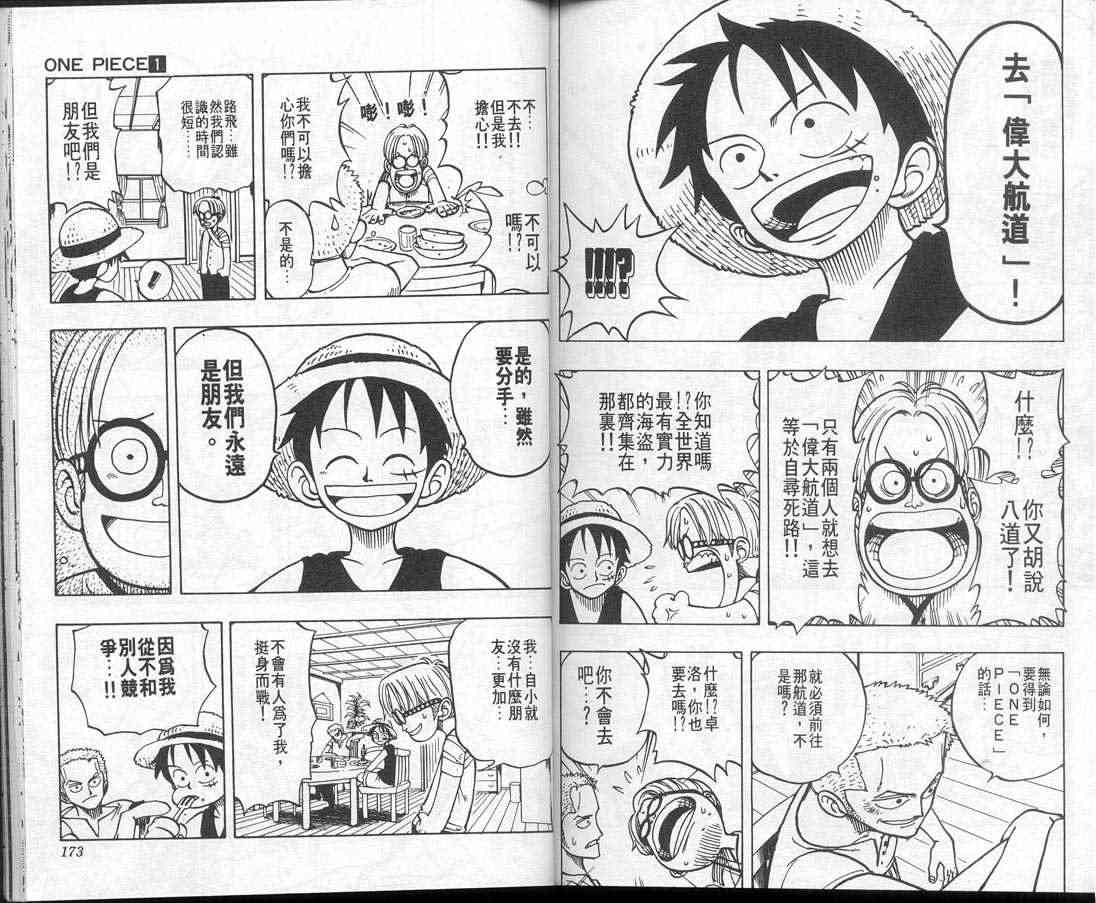 去「偉大航道」!
!!!?
什麼!?
你又胡說
八道了!
只有兩個人就想去
「偉大航道」,這
等於自尋死路!!
你知道嗎
!?全世界
最有實力
的海盜,
都齊集在
那裏!!
無論如何,
要得到
「ONE
PIECE」
的話…
就必須前往
那航道,不
是嗎?
什麼!?卓
洛,你也
要去嗎!?
你不會去
吧…?
ONE PIECE 1
不…
不去!!
但是我
擔心!!
不可以
嗎!?
嘭!嘭!
我不可以擔
心你們嗎!?
不是的…
路飛…雖
然我們認
識的時間
很短……
但我們是
朋友吧!?
!
是的,雖然
要分手…
但我們永遠
是朋友。
我…自小就
沒有什麼朋
友…更加…
不會有人爲了我,
挺身而戰!
因爲我
從不和
別人競
爭…!!
173